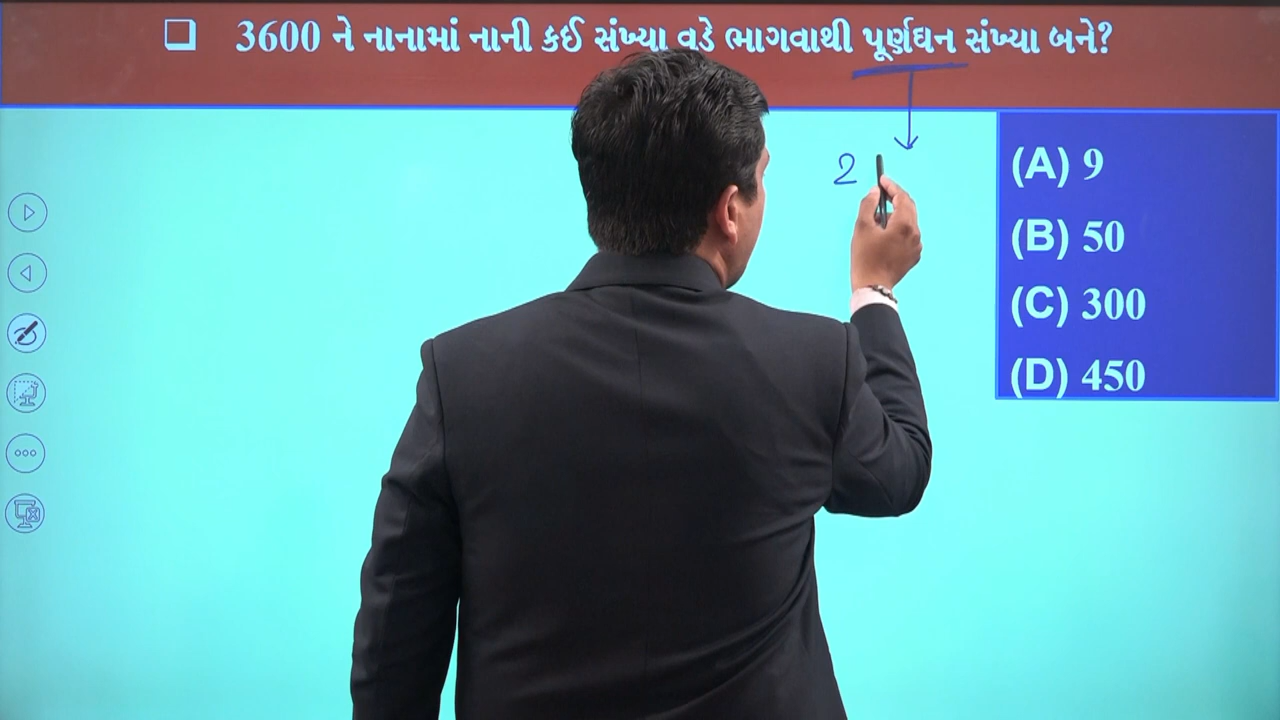 ❑ 3600 ને નાનામાં નાની કઈ સંખ્યા વડે ભાગવાથી પૂર્ણઘન સંખ્યા બને?
2
(A) 9
(B) 50
(C) 300
(D) 450